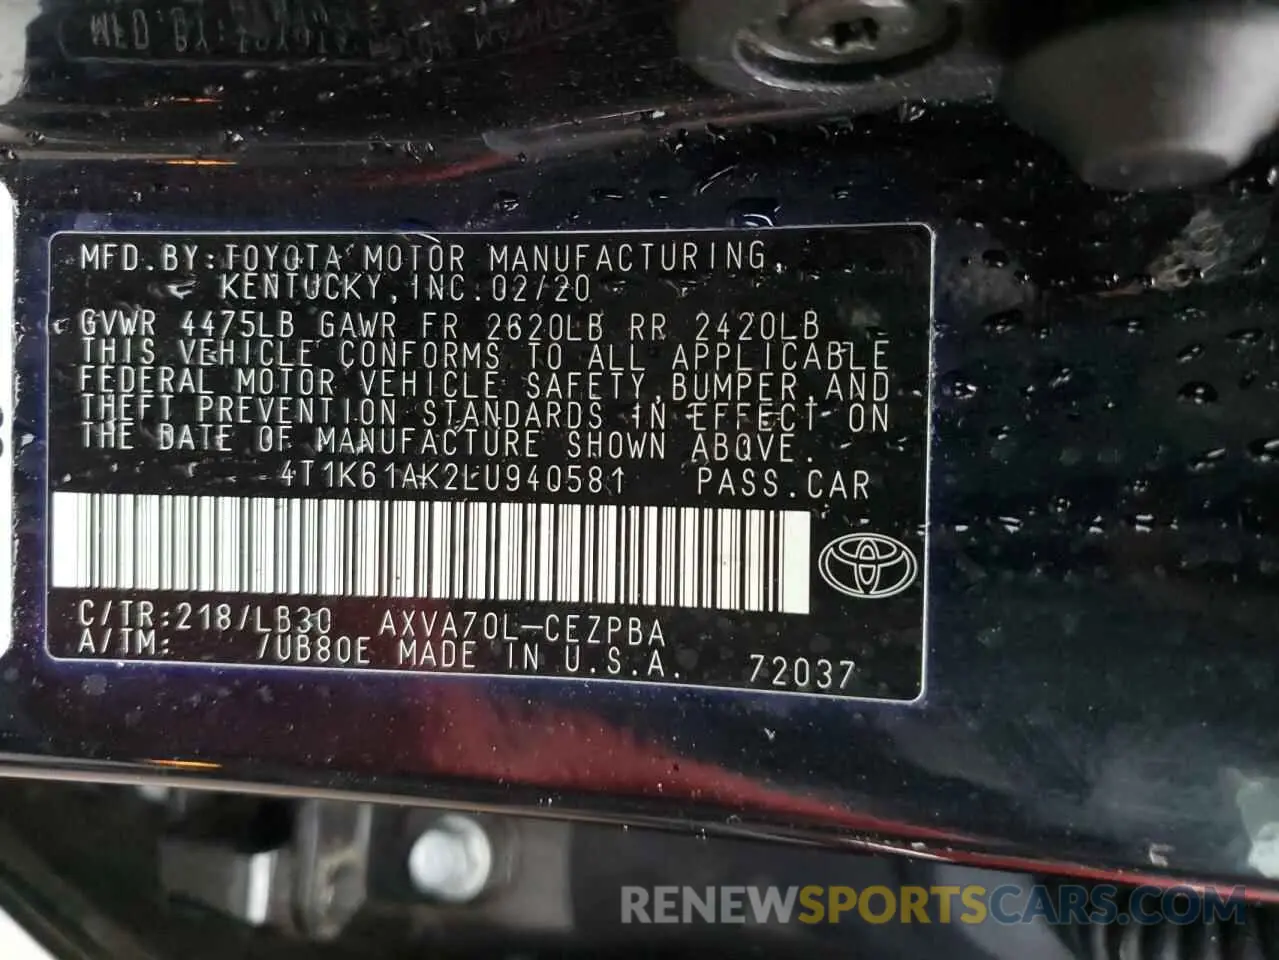 MFD.BY:TOYOTA MOTOR MANUFACTURING,
KENTUCKY, INC. 02/20
GVWR 4475LB GAWR FR 2620LB RR 2420LB
THIS VEHICLE CONFORMS TO ALL APPLICABLE
FEDERAL MOTOR VEHICLE SAFETY, BUMPER, AND
THEFT PREVENTION STANDARDS IN EFFECT ON
THE DATE OF MANUFACTURE SHOWN ABOVE.
4T1K61AK2LU940581 PASS.CAR
C/TR:218/LB30 AXVA70L-CEZPBA
A/TM: /UB80E MADE IN U.S.A. 72037
RENEWSPORTSCARS.COM